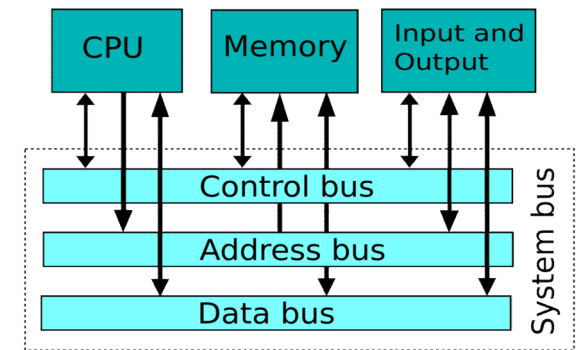 CPU
Memory
Input and
Output
Control bus
Address bus
Data bus
System bus